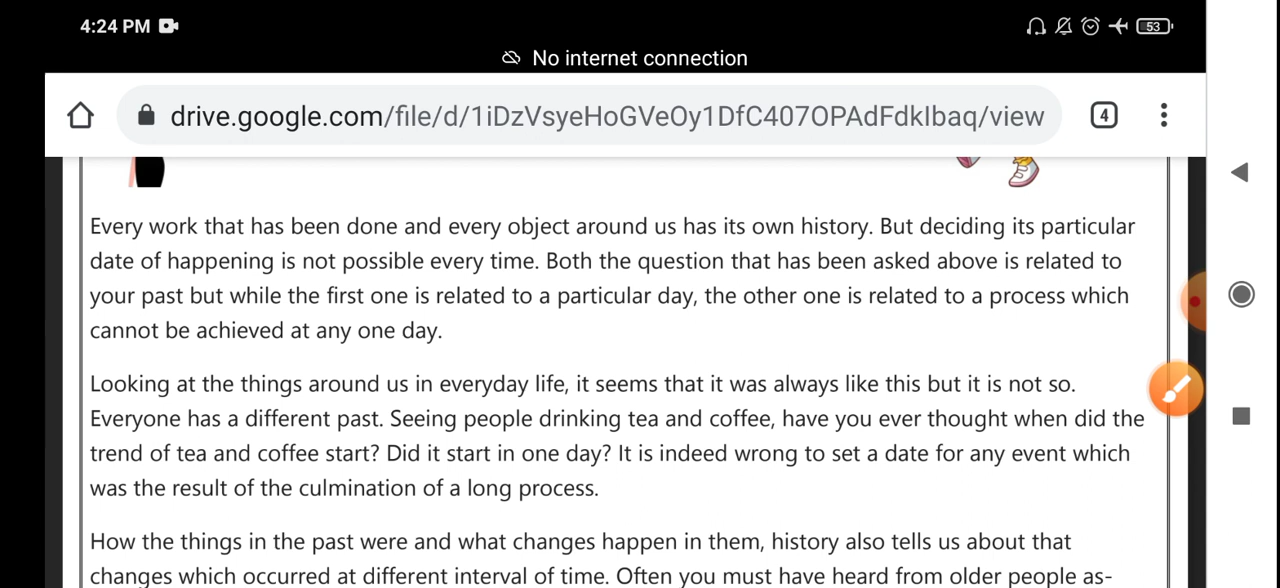 4:24 PM
53
No internet connection
drive.google.com/file/d/1iDzVsyeHoGVeOy1DfC407OPAdFdkIbaq/view
4
Every work that has been done and every object around us has its own history. But deciding its particular
date of happening is not possible every time. Both the question that has been asked above is related to
your past but while the first one is related to a particular day, the other one is related to a process which
cannot be achieved at any one day.
Looking at the things around us in everyday life, it seems that it was always like this but it is not so.
Everyone has a different past. Seeing people drinking tea and coffee, have you ever thought when did the
trend of tea and coffee start? Did it start in one day? It is indeed wrong to set a date for any event which
was the result of the culmination of a long process.
How the things in the past were and what changes happen in them, history also tells us about that
changes which occurred at different interval of time. Often you must have heard from older people as-